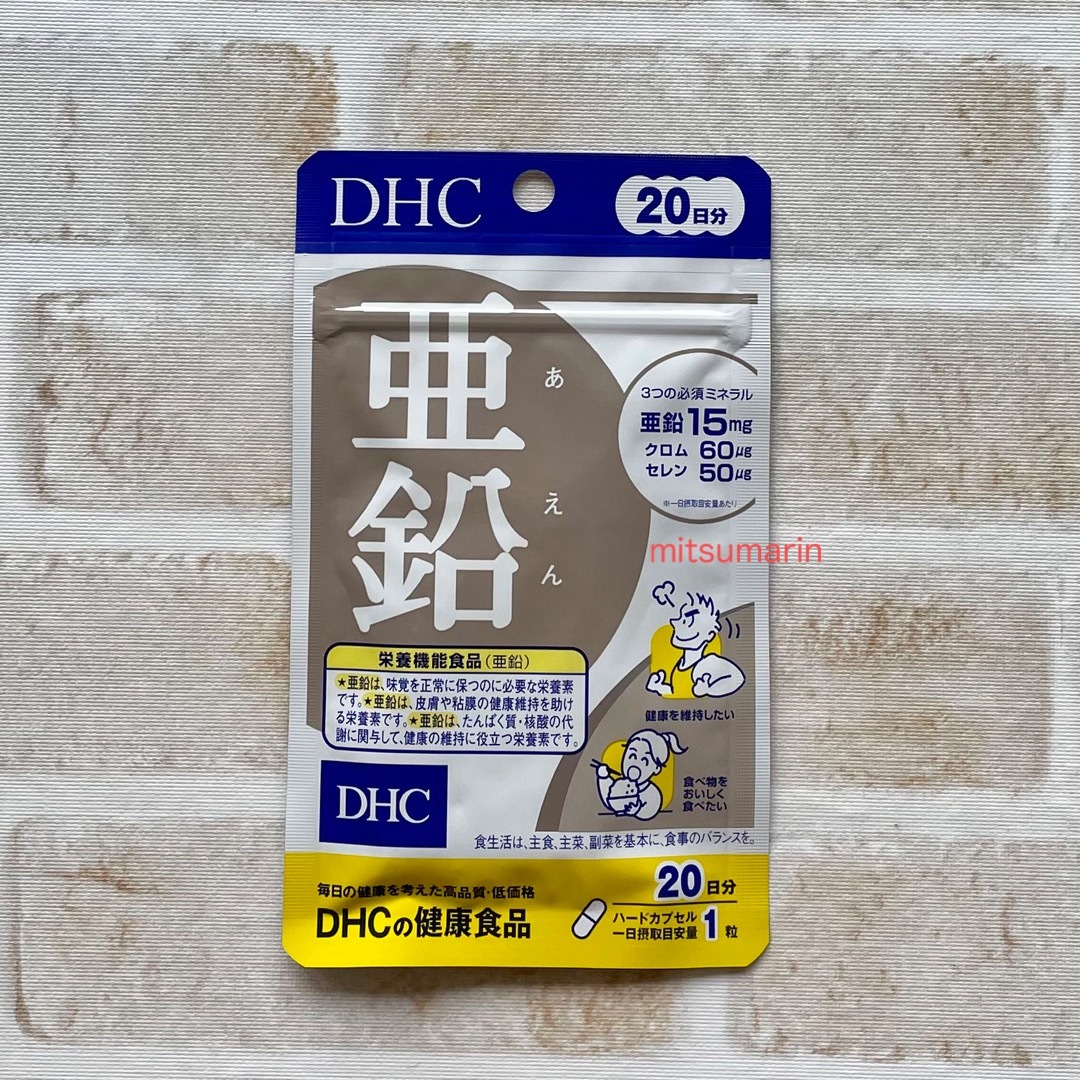 DHC
20日分
亜鉛
あえん
3つの必須ミネラル
亜鉛15mg
クロム 60μg
セレン 50μg
※一日摂取目安量あたり
mitsumarin
栄養機能食品(亜鉛)
★亜鉛は、味覚を正常に保つのに必要な栄養素
です。★亜鉛は、皮膚や粘膜の健康維持を助け
る栄養素です。★亜鉛は、たんぱく質・核酸の代
謝に関与して、健康の維持に役立つ栄養素です。
健康を維持したい
食べ物を
おいしく
食べたい
DHC
食生活は、主食、主菜、副菜を基本に、食事のバランスを。
毎日の健康を考えた高品質・低価格
DHCの健康食品
20日分
ハードカプセル
一日摂取目安量 1粒